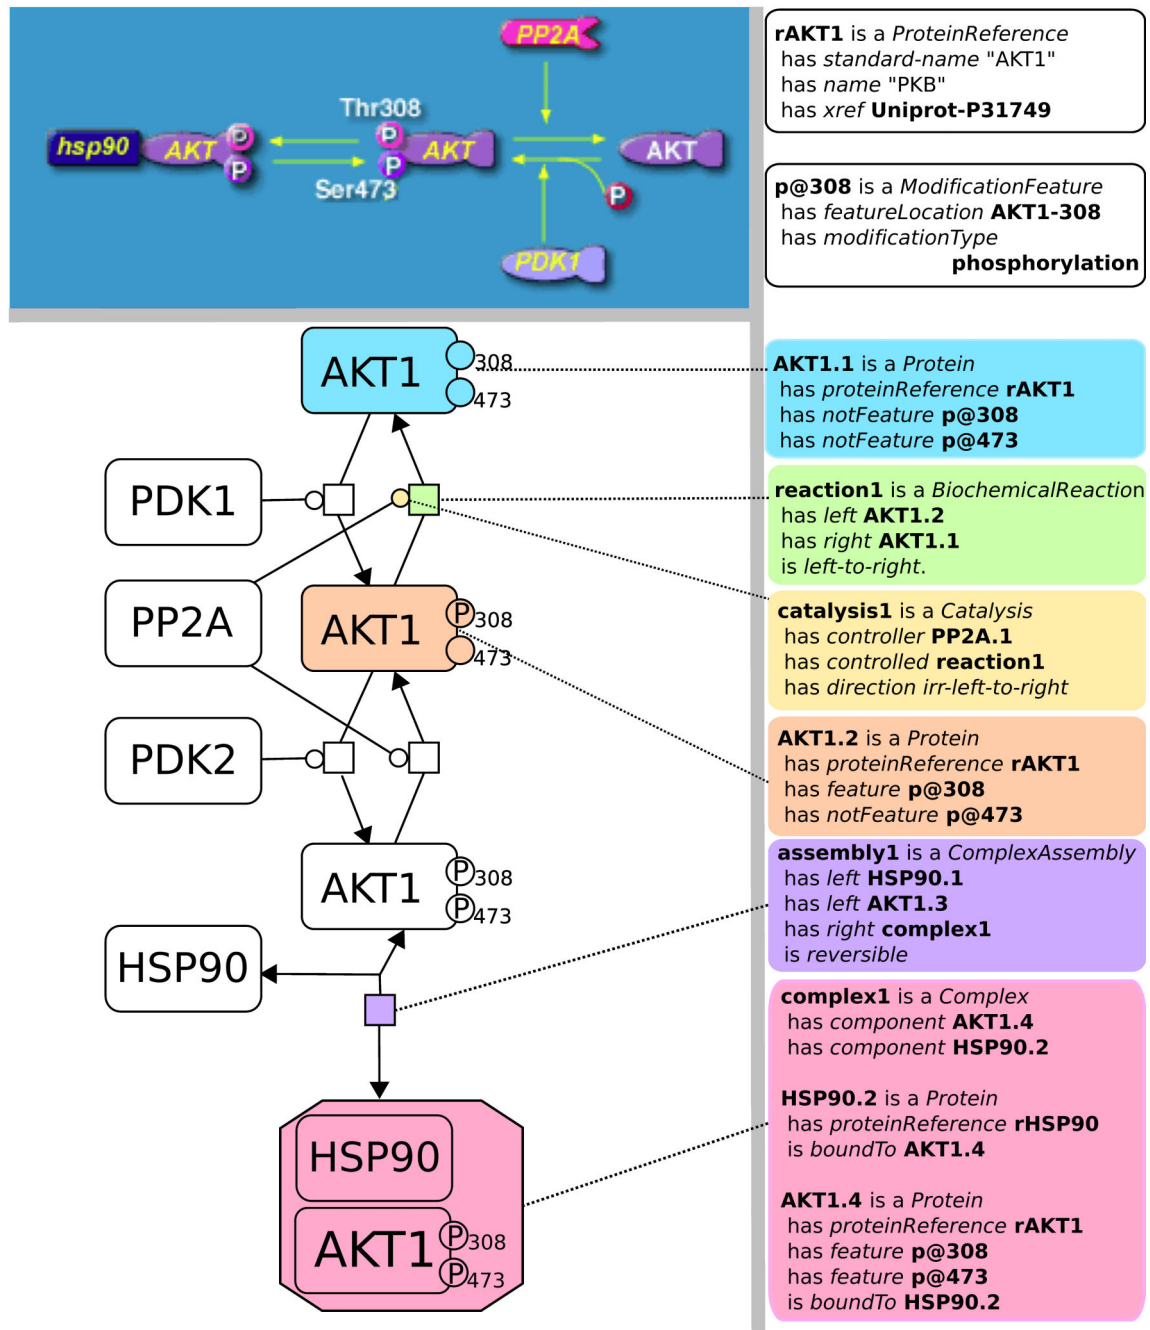 PP2A
Thr308
P
P
hsp90
AKT
AKT
AKT
P
P
Ser473
P
PDK1
rAKT1 is a ProteinReference
has standard-name "AKT1"
has name "PKB"
has xref Uniprot-P31749
p@308 is a ModificationFeature
has featureLocation AKT1-308
has modificationType
phosphorylation
AKT1
308
473
PDK1
PP2A
AKT1
P
308
473
PDK2
AKT1
P
308
P
473
HSP90
HSP90
AKT1
P
308
P
473
AKT1.1 is a Protein
has proteinReference rAKT1
has notFeature p@308
has notFeature p@473
reaction1 is a BiochemicalReaction
has left AKT1.2
has right AKT1.1
is left-to-right.
catalysis1 is a Catalysis
has controller PP2A.1
has controlled reaction1
has direction irr-left-to-right
AKT1.2 is a Protein
has proteinReference rAKT1
has feature p@308
has notFeature p@473
assembly1 is a ComplexAssembly
has left HSP90.1
has left AKT1.3
has right complex1
is reversible
complex1 is a Complex
has component AKT1.4
has component HSP90.2
HSP90.2 is a Protein
has proteinReference rHSP90
is boundTo AKT1.4
AKT1.4 is a Protein
has proteinReference rAKT1
has feature p@308
has feature p@473
is boundTo HSP90.2